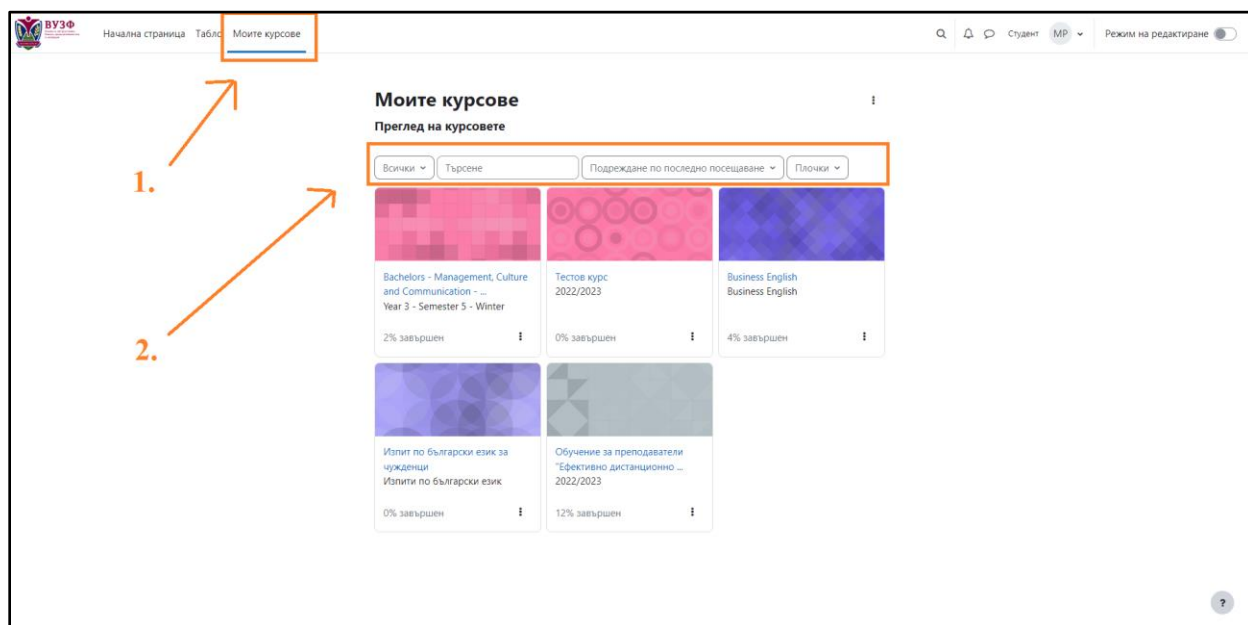 ВУЗФ
Начална страница Табло Моите курсове
Студент МР Режим на редактиране
Моите курсове
1.
Преглед на курсовете
Всички Търсене Подреждане по последно посещаване Плочки
2.
Bachelors - Management, Culture and Communication - ...
Year 3 - Semester 5 - Winter
2% завършен
Тестов курс
2022/2023
0% завършен
Business English
Business English
4% завършен
Изпит по български език за чужденци
Изпити по български език
0% завършен
Обучение за преподаватели
"Ефективно дистанционно ...
2022/2023
12% завършен
?